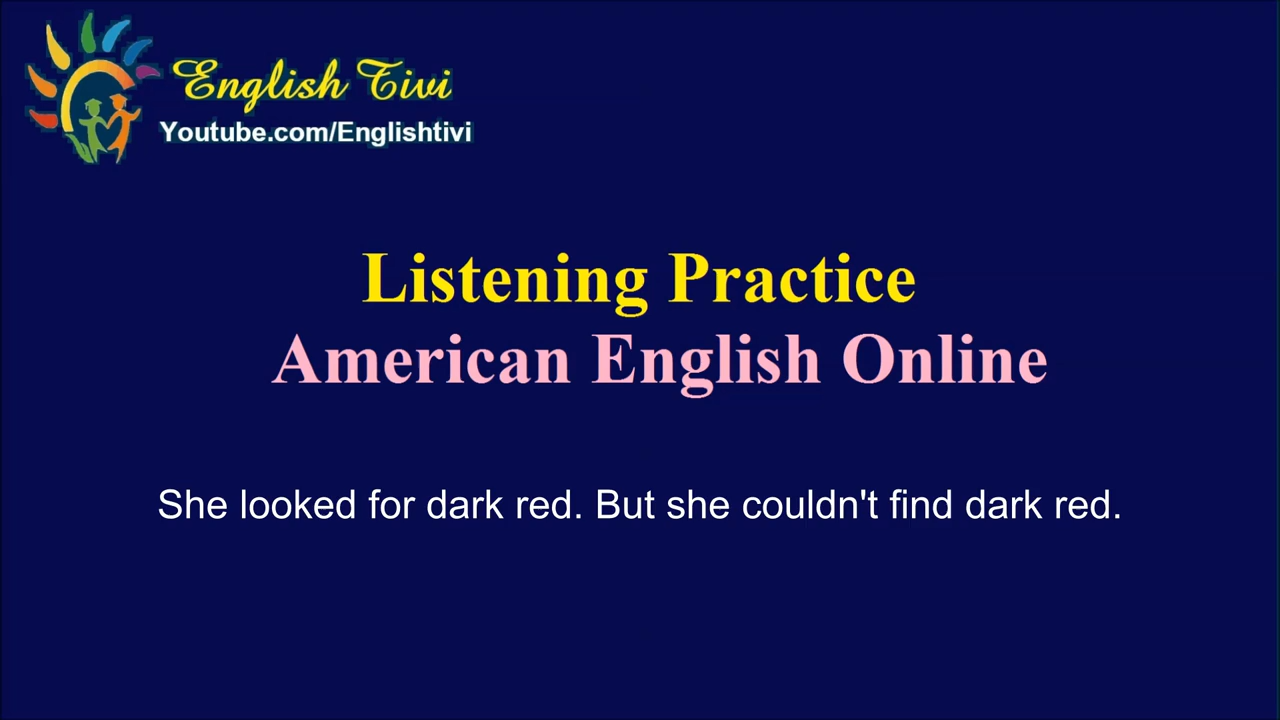 English Tivi
Youtube.com/Englishtivi
Listening Practice
American English Online
She looked for dark red. But she couldn't find dark red.